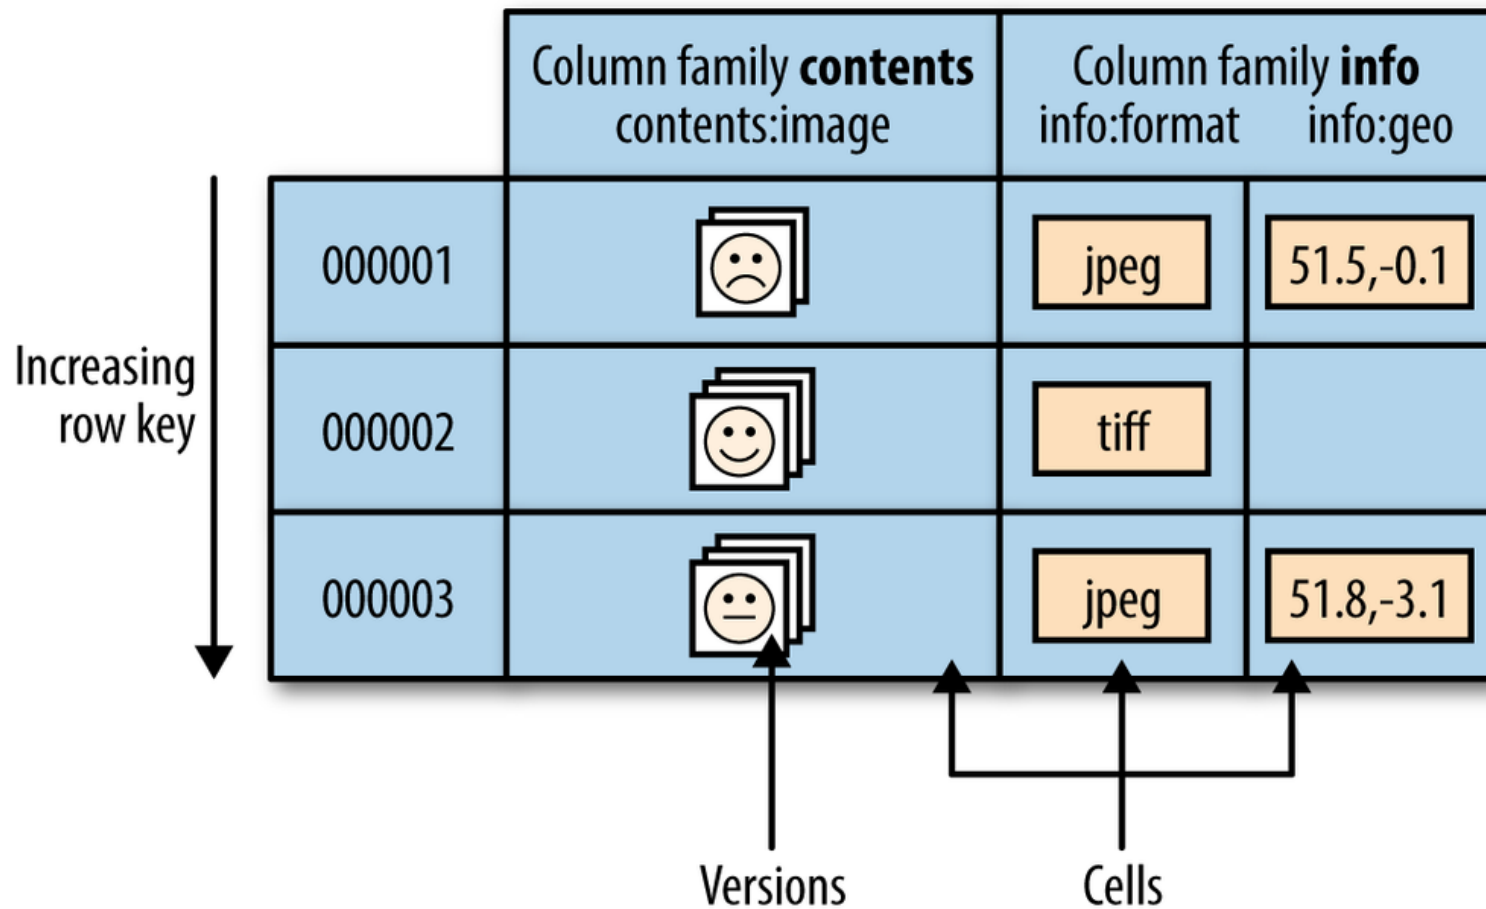 Column family contents
contents:image
Column family info
info:format info:geo
000001
jpeg
51.5,-0.1
Increasing
row key
000002
tiff
000003
jpeg
51.8,-3.1
Versions
Cells